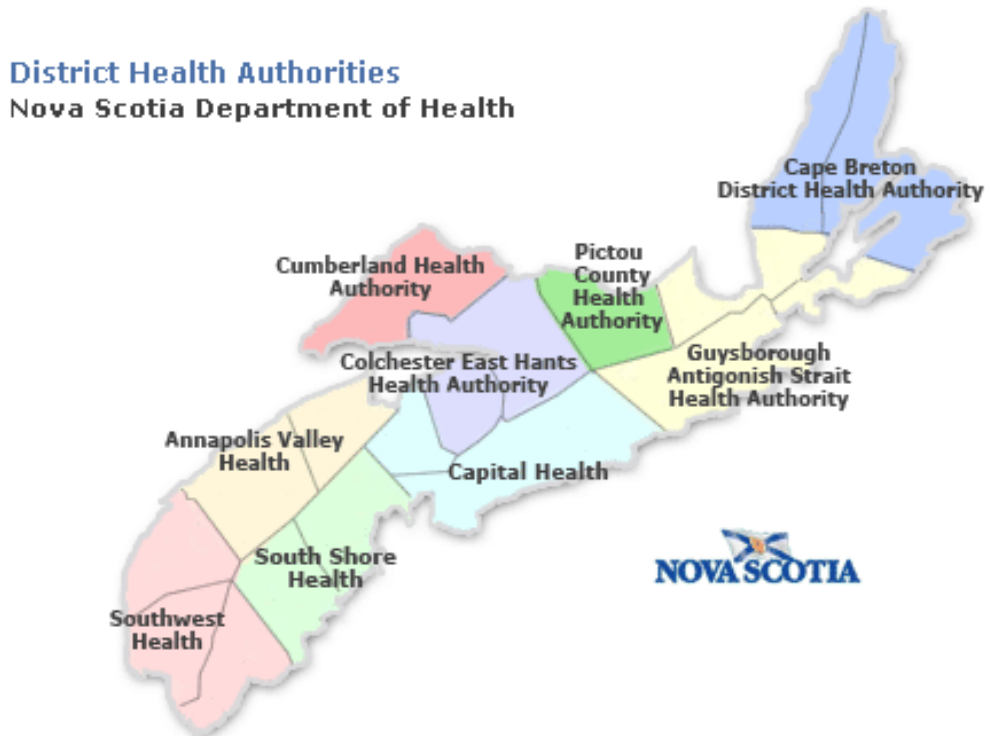 District Health Authorities
Nova Scotia Department of Health
Cape Breton
District Health Authority
Cumberland Health
Authority
Pictou
County
Health
Authority
Colchester East Hants
Health Authority
Guysborough
Antigonish Strait
Health Authority
Annapolis Valley
Health
Capital Health
South Shore
Health
NOVA SCOTIA
Southwest
Health